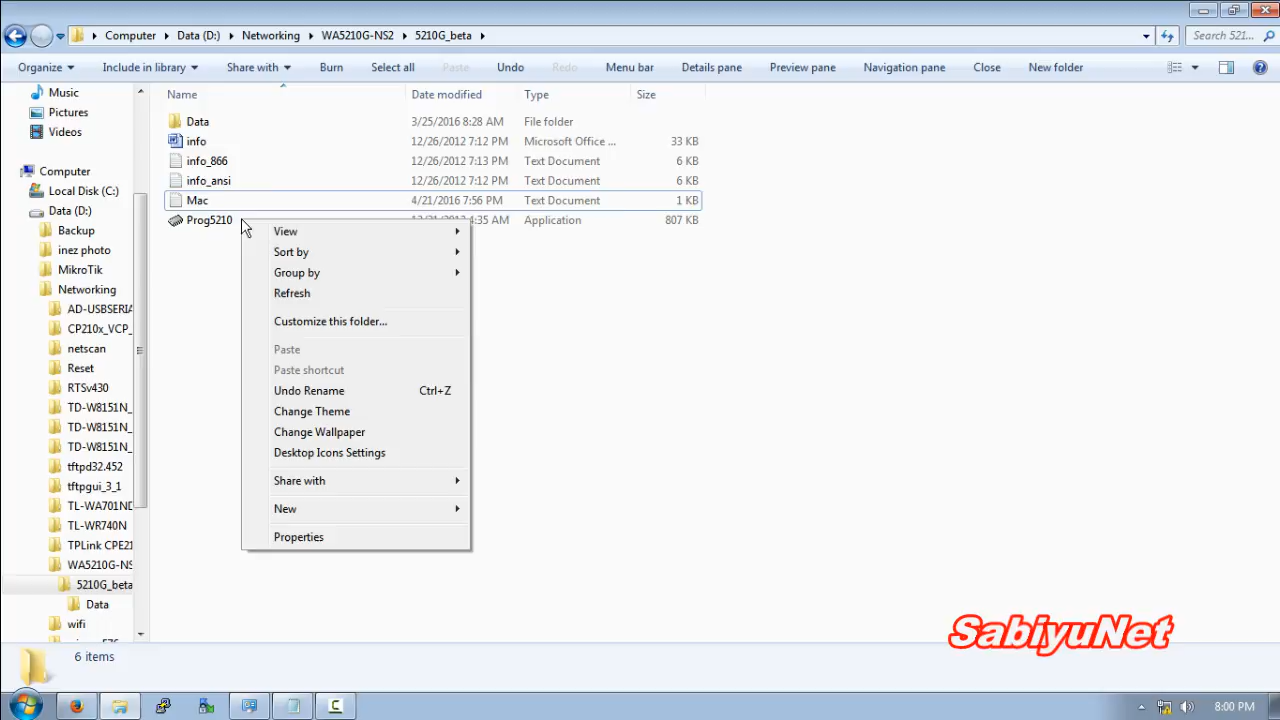 Computer Data (D:) Networking WA5210G-NS2 5210G_beta Search 521...
Organize Include in library Share with Burn Select all Paste Undo Redo Menu bar Details pane Preview pane Navigation pane Close New folder
Name Date modified Type Size
Music
Pictures
Videos
Computer
Local Disk (C:)
Data (D:)
Backup
inez photo
MikroTik
Networking
AD-USBSERIA
CP210x_VCP_
netscan
Reset
RTSv430
TD-W8151N_
TD-W8151N_
TD-W8151N_
tftpd32.452
tftpgui_3_1
TL-WA701ND
TL-WR740N
TPLink CPE21
WA5210G-NS
5210G_beta
Data
wifi
Data 3/25/2016 8:28 AM File folder
info 12/26/2012 7:12 PM Microsoft Office ... 33 KB
info_866 12/26/2012 7:13 PM Text Document 6 KB
info_ansi 12/26/2012 7:12 PM Text Document 6 KB
Mac 4/21/2016 7:56 PM Text Document 1 KB
Prog5210 4:35 AM Application 807 KB
View
Sort by
Group by
Refresh
Customize this folder...
Paste
Paste shortcut
Undo Rename Ctrl+Z
Change Theme
Change Wallpaper
Desktop Icons Settings
Share with
New
Properties
SabiyuNet
6 items
8:00 PM